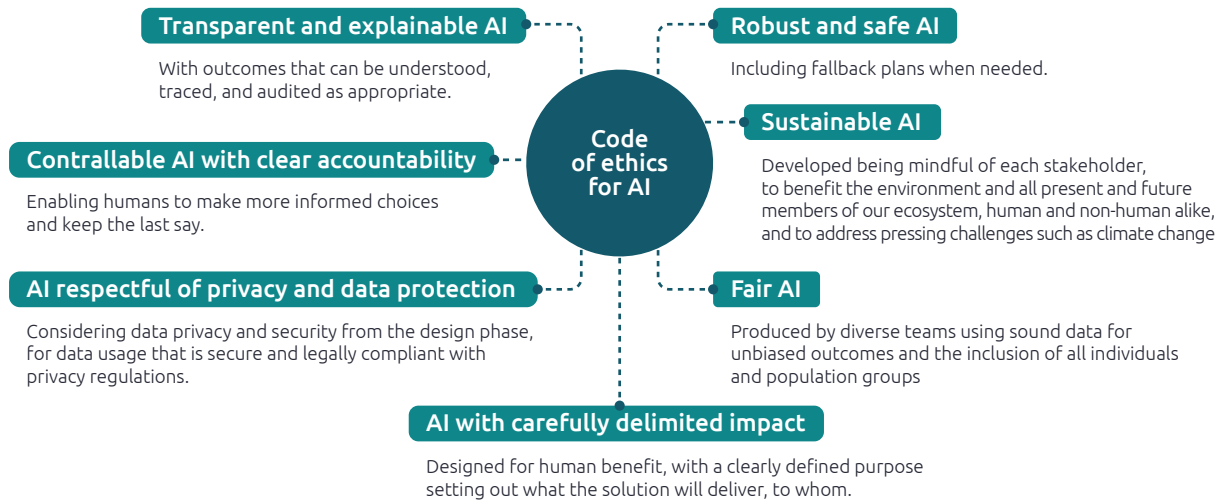 Transparent and explainable AI
With outcomes that can be understood,
traced, and audited as appropriate.
Contrallable AI with clear accountability
Enabling humans to make more informed choices
and keep the last say.
AI respectful of privacy and data protection
Considering data privacy and security from the design phase,
for data usage that is secure and legally compliant with
privacy regulations.
Code
of ethics
for AI
Robust and safe AI
Including fallback plans when needed.
Sustainable AI
Developed being mindful of each stakeholder,
to benefit the environment and all present and future
members of our ecosystem, human and non-human alike,
and to address pressing challenges such as climate change
Fair AI
Produced by diverse teams using sound data for
unbiased outcomes and the inclusion of all individuals
and population groups
AI with carefully delimited impact
Designed for human benefit, with a clearly defined purpose
setting out what the solution will deliver, to whom.